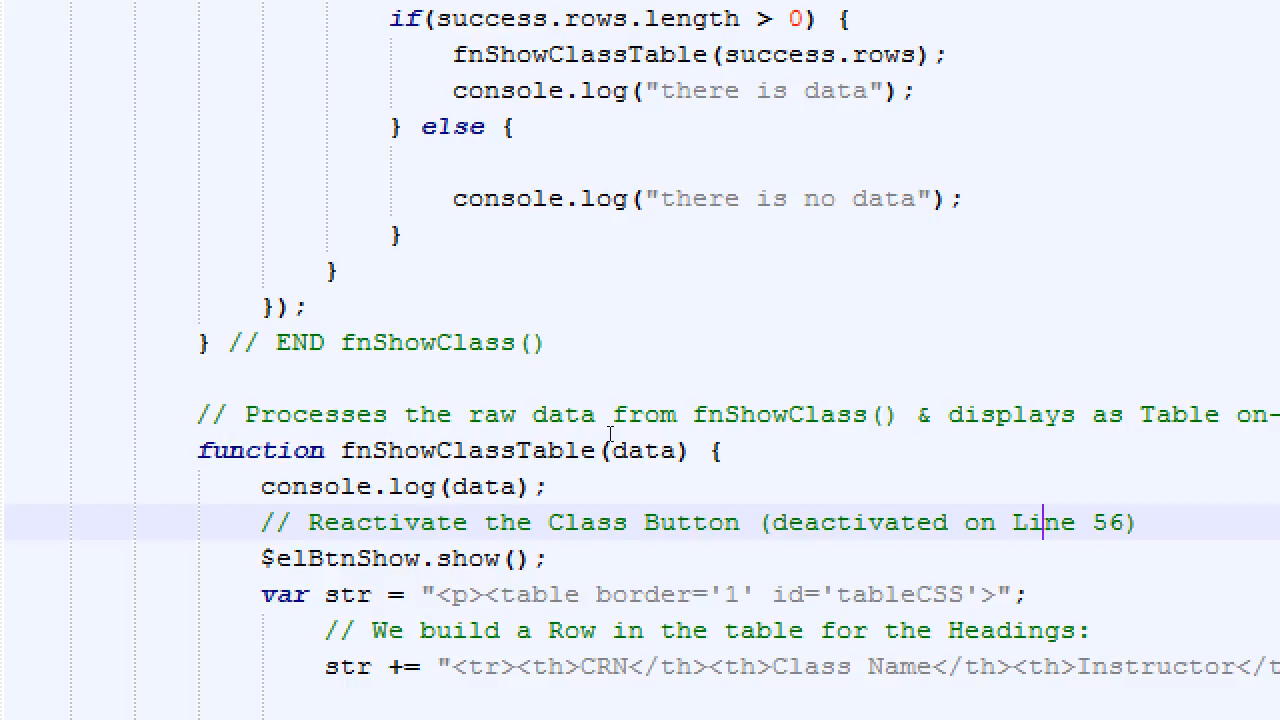 if(success.rows.length > 0) {
fnShowClassTable(success.rows);
console.log("there is data");
} else {
console.log("there is no data");
}
}
});
} // END fnShowClass()
// Processes the raw data from fnShowClass() & displays as Table on-
function fnShowClassTable(data) {
console.log(data);
// Reactivate the Class Button (deactivated on Line 56)
$elBtnShow.show();
var str = "<p><table border='1' id='tableCSS'>";
// We build a Row in the table for the Headings:
str += "<tr><th>CRN</th><th>Class Name</th><th>Instructor</t